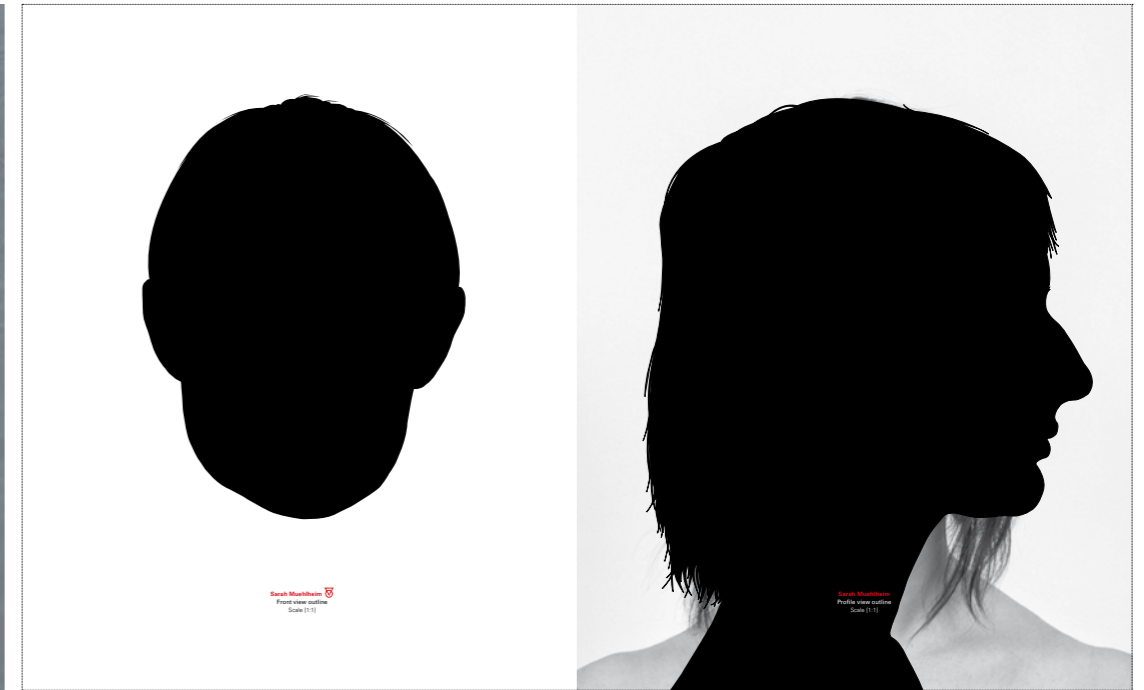 Sarah Muehlheim
Front view outline
Scale [1:1]
Sarah Muehlheim
Profile view outline
Scale [1:1]